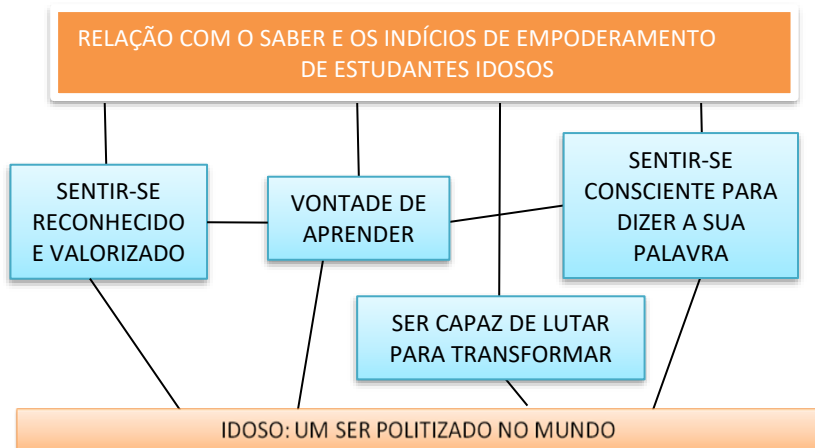 RELAÇÃO COM O SABER E OS INDÍCIOS DE EMPODERAMENTO
DE ESTUDANTES IDOSOS
SENTIR-SE
RECONHECIDO
E VALORIZADO
VONTADE DE
APRENDER
SENTIR-SE
CONSCIENTE PARA
DIZER A SUA
PALAVRA
SER CAPAZ DE LUTAR
PARA TRANSFORMAR
IDOSO: UM SER POLITIZADO NO MUNDO